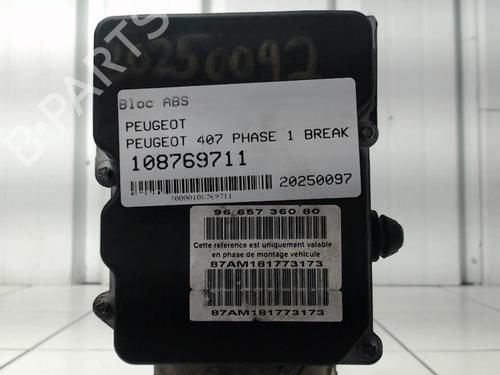 20250092
B-PARTS
Bloc ABS
PEUGEOT
PEUGEOT 407 PHASE 1 BREAK
108769711
20250097
?0000108769711
96 657 360 80
Cette reference est uniquement valable
en phase de montage vehicule
87AM181773173
87AM181773173